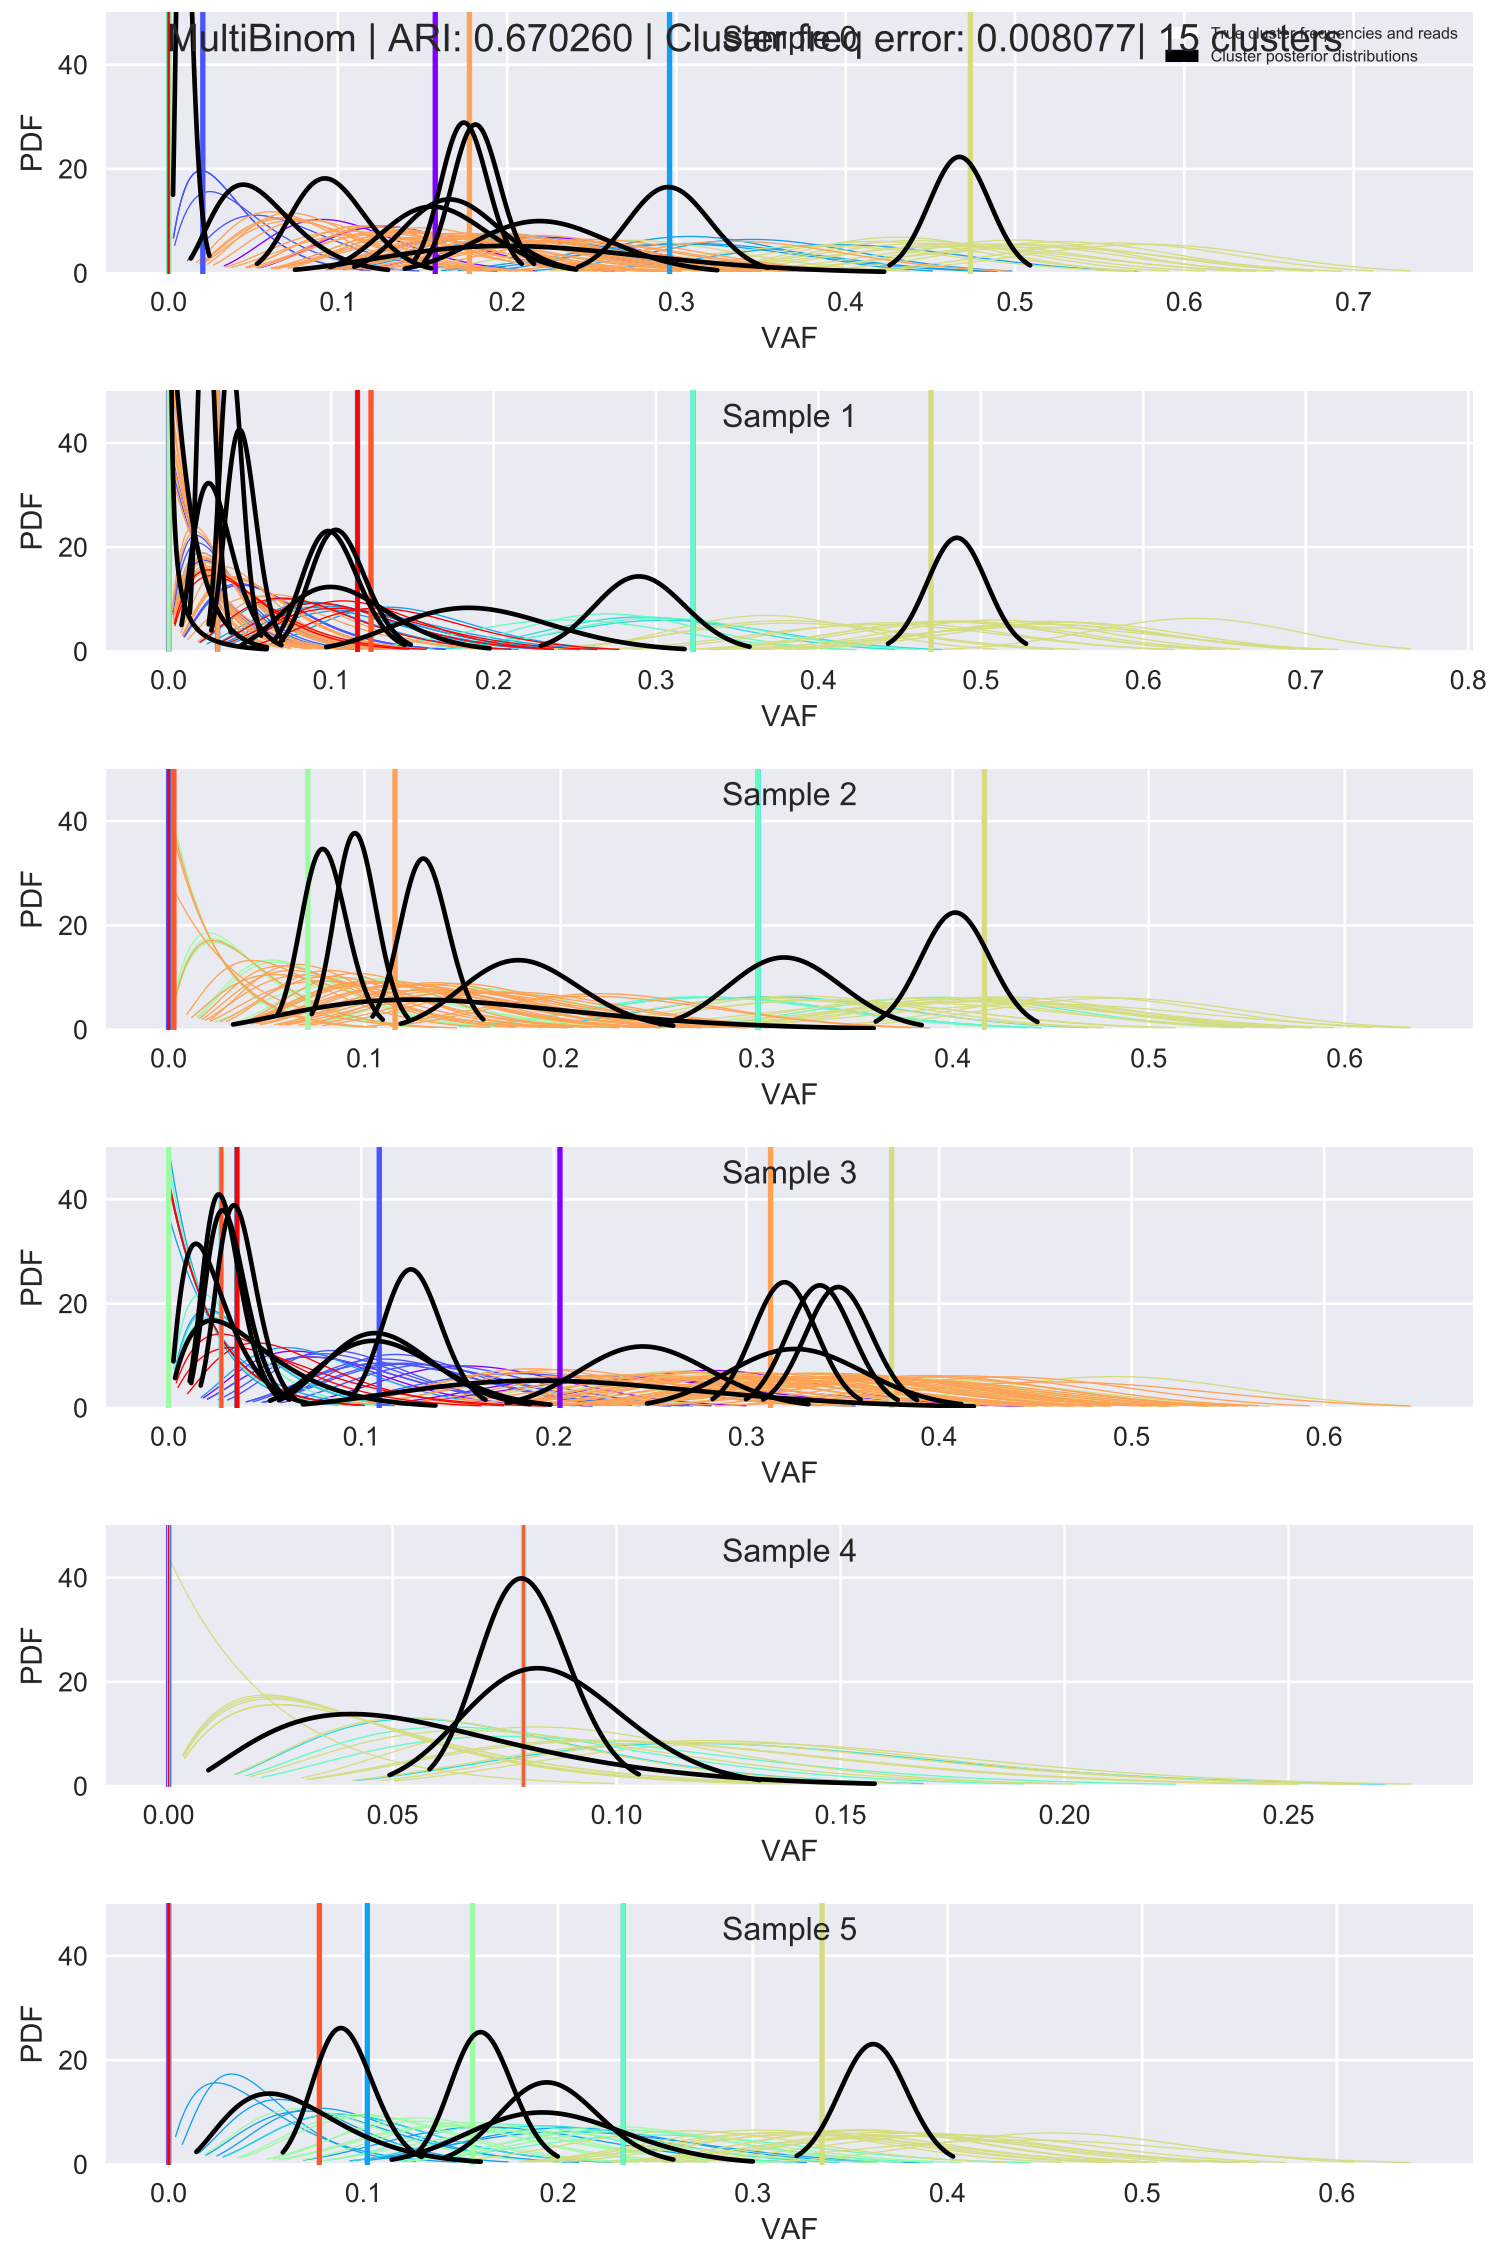 MultiBinom | ARI: 0.670260 | Cluster freq error: 0.008077| 15 clusters
Sample 0
True cluster frequencies and reads
Cluster posterior distributions
PDF
40
20
0
0.0 0.1 0.2 0.3 0.4 0.5 0.6 0.7
VAF
Sample 1
PDF
40
20
0
0.0 0.1 0.2 0.3 0.4 0.5 0.6 0.7 0.8
VAF
Sample 2
PDF
40
20
0
0.0 0.1 0.2 0.3 0.4 0.5 0.6
VAF
Sample 3
PDF
40
20
0
0.0 0.1 0.2 0.3 0.4 0.5 0.6
VAF
Sample 4
PDF
40
20
0
0.00 0.05 0.10 0.15 0.20 0.25
VAF
Sample 5
PDF
40
20
0
0.0 0.1 0.2 0.3 0.4 0.5 0.6
VAF